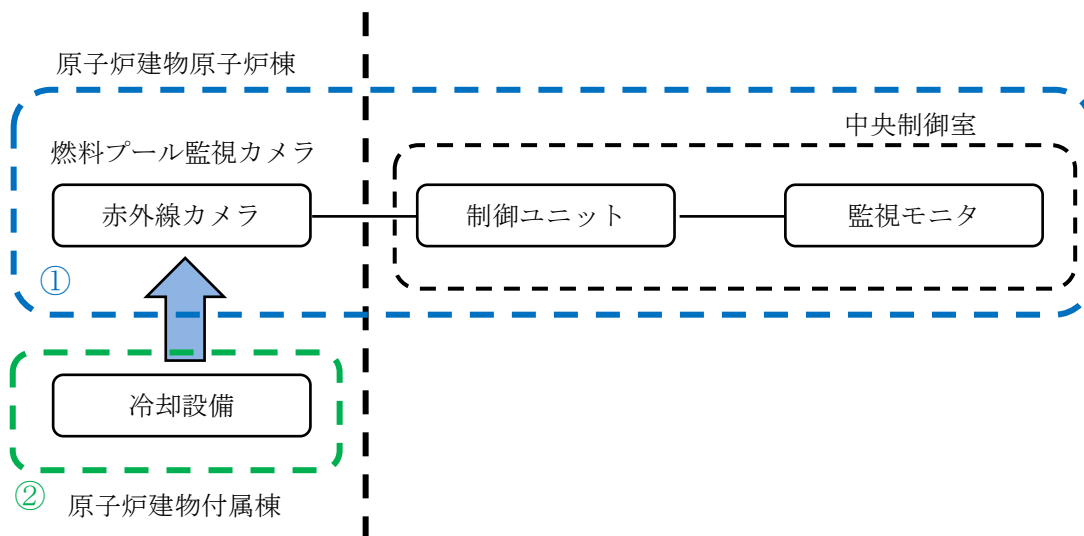 原子炉建物原子炉棟
中央制御室
燃料プール監視カメラ
赤外線カメラ
制御ユニット
監視モニタ
①
冷却設備
②
原子炉建物付属棟